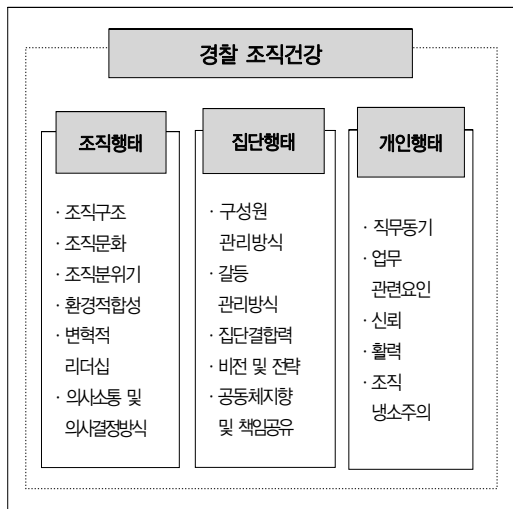 경찰 조직건강
조직행태
· 조직구조
· 조직문화
· 조직분위기
· 환경적합성
· 변혁적
리더십
· 의사소통 및
의사결정방식
집단행태
· 구성원
관리방식
· 갈등
관리방식
· 집단결합력
· 비전 및 전략
· 공동체지향
및 책임공유
개인행태
· 직무동기
· 업무
관련요인
· 신뢰
· 활력
· 조직
냉소주의